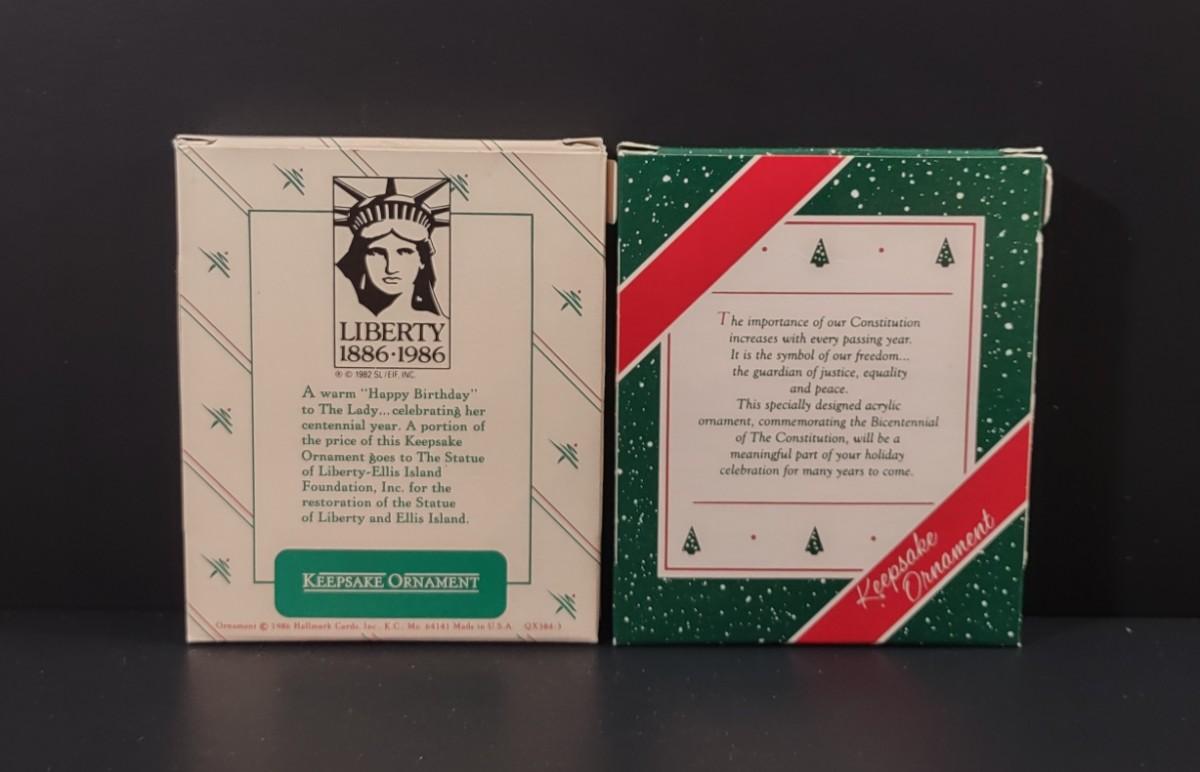 LIBERTY
1886·1986
® © 1982 SL/EIF, INC.
A warm "Happy Birthday"
to The Lady...celebrating her
centennial year. A portion of
the price of this Keepsake
Ornament goes to The Statue
of Liberty-Ellis Island
Foundation, Inc. for the
restoration of the Statue
of Liberty and Ellis Island.
KEEPSAKE ORNAMENT
Ornament © 1986 Hallmark Cards, Inc., K.C., Mo. 64141 Made in U.S.A. QX384-3
The importance of our Constitution
increases with every passing year.
It is the symbol of our freedom...
the guardian of justice, equality
and peace.
This specially designed acrylic
ornament, commemorating the Bicentennial
of The Constitution, will be a
meaningful part of your holiday
celebration for many years to come.
Keepsake
Ornament